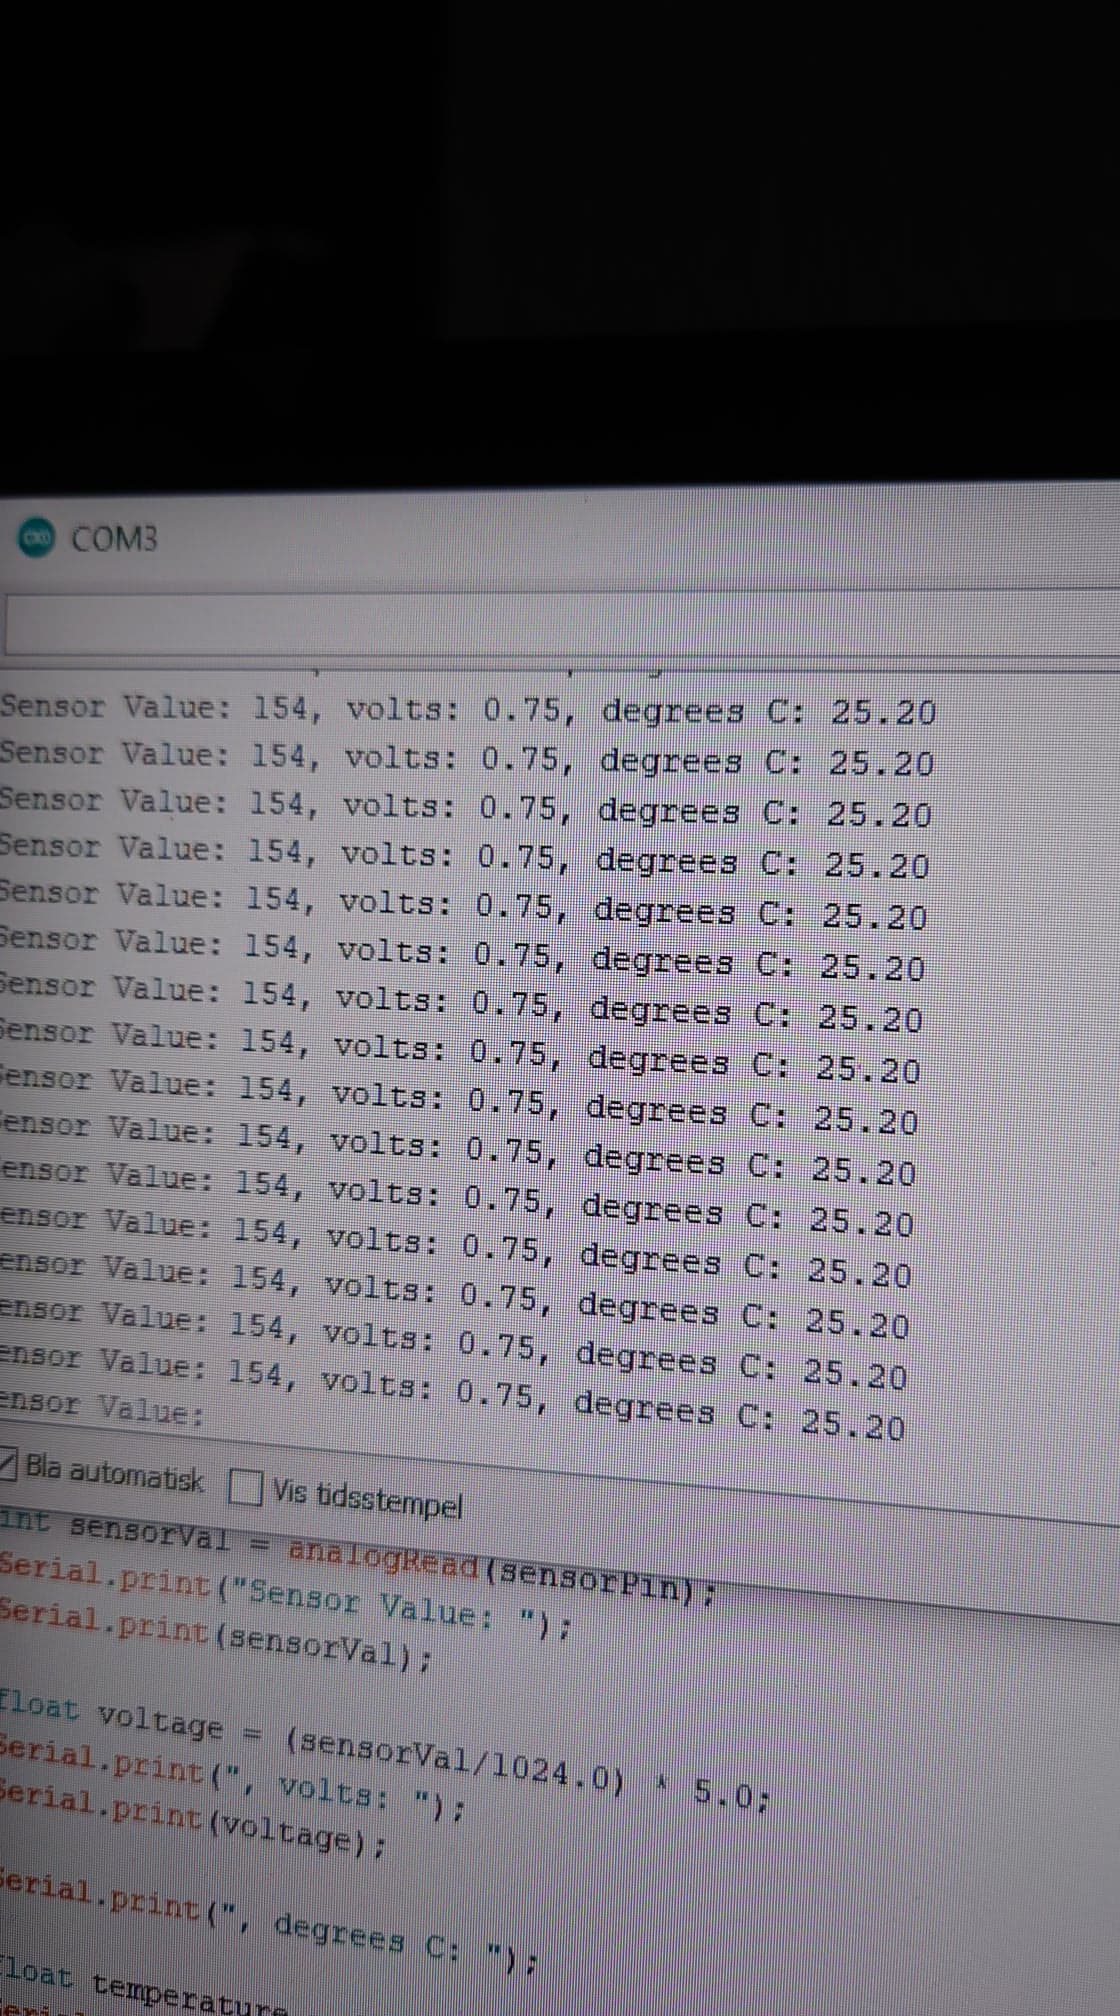 COM3
Sensor Value: 154, volts: 0.75, degrees C: 25.20
Sensor Value: 154, volts: 0.75, degrees C: 25.20
Sensor Value: 154, volts: 0.75, degrees C: 25.20
Sensor Value: 154, volts: 0.75, degrees C: 25.20
Sensor Value: 154, volts: 0.75, degrees C: 25.20
Sensor Value: 154, volts: 0.75, degrees C: 25.20
Sensor Value: 154, volts: 0.75, degrees C: 25.20
Sensor Value: 154, volts: 0.75, degrees C: 25.20
ensor Value: 154, volts: 0.75, degrees C: 25.20
ensor Value: 154, volts: 0.75, degrees C: 25.20
ensor Value: 154, volts: 0.75, degrees C: 25.20
ensor Value: 154, volts: 0.75, degrees C: 25.20
ensor Value: 154, volts: 0.75, degrees C: 25.20
ensor Value: 154, volts: 0.75, degrees C: 25.20
ensor Value: 154, volts: 0.75, degrees C: 25.20
ensor Value:
Bla automatisk Vis tidsstempel
int sensorVal = analogRead(sensorPin);
Serial.print("Sensor Value: ");
Serial.print(sensorVal);
float voltage = (sensorVal/1024.0) * 5.0;
Serial.print(", volts: ");
Serial.print(voltage);
Serial.print(", degrees C: ");
float temperature